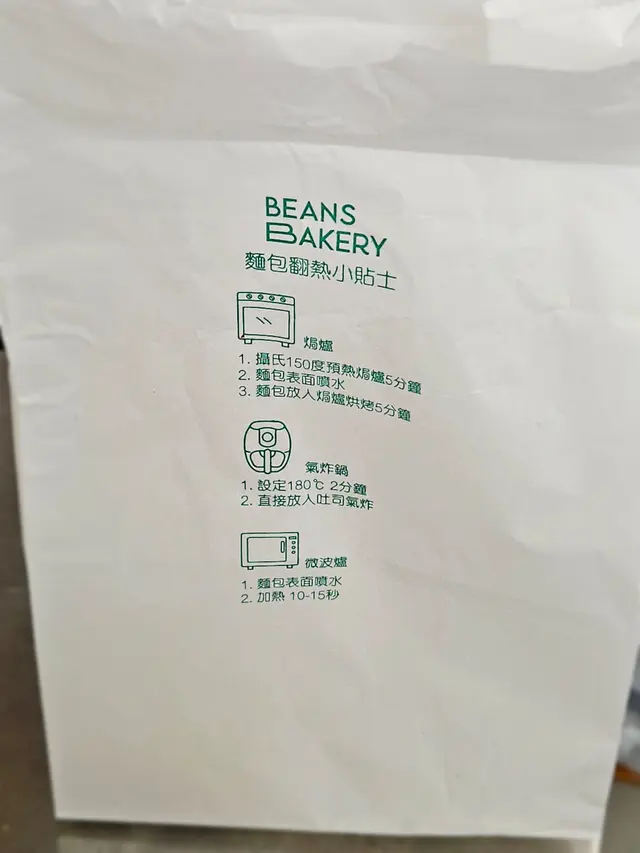 BEANS
BAKERY
麵包翻熱小貼士
焗爐
1. 攝氏150度預熱焗爐5分鐘
2. 麵包表面噴水
3. 麵包放入焗爐烘烤5分鐘
氣炸鍋
1. 設定180℃ 2分鐘
2. 直接放入吐司氣炸
微波爐
1. 麵包表面噴水
2. 加熱 10-15秒